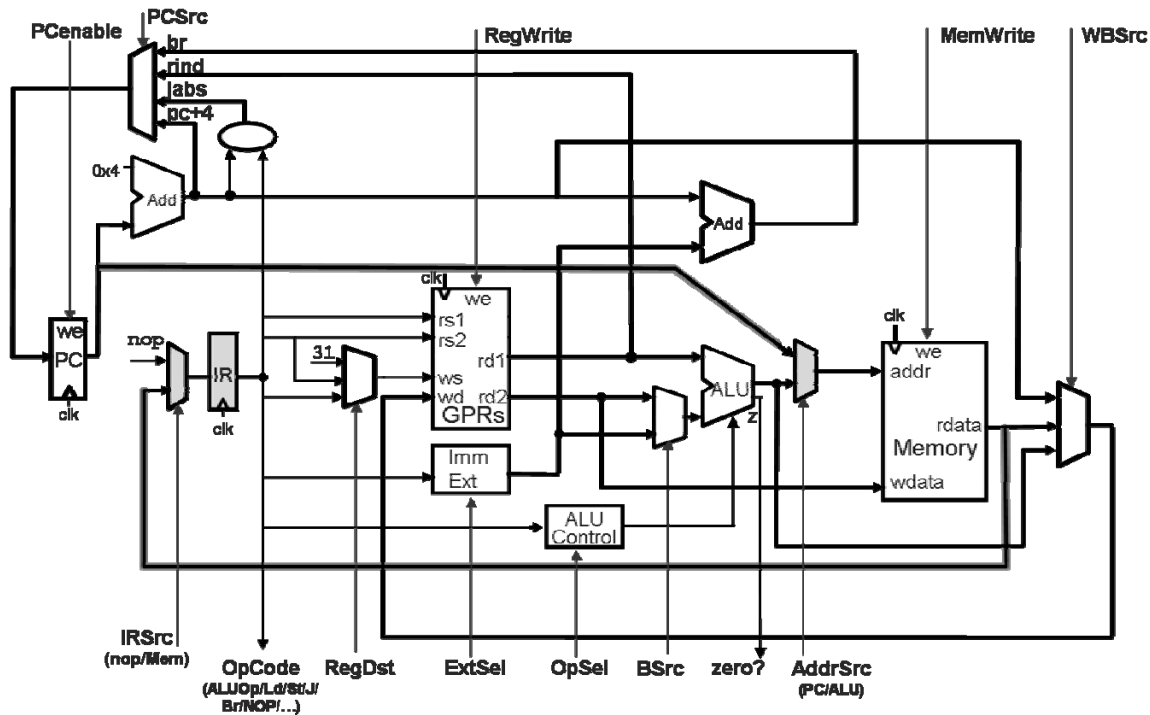 PCSrc
PCenable
RegWrite
MemWrite
WBSrc
br
rind
jabs
pc+4
0x4
Add
Add
clk
we
rs1
rs2
rd1
ws
wd
rd2
GPRs
we
PC
clk
nop
IR
clk
31
ALU
z
clk
we
addr
rdata
Memory
wdata
Imm
Ext
ALU
Control
IRSrc
(nop/Mem)
OpCode
(ALUOp/Ld/St/J/
Br/NOP/...)
RegDst
ExtSel
OpSel
BSrc
zero?
AddrSrc
(PC/ALU)